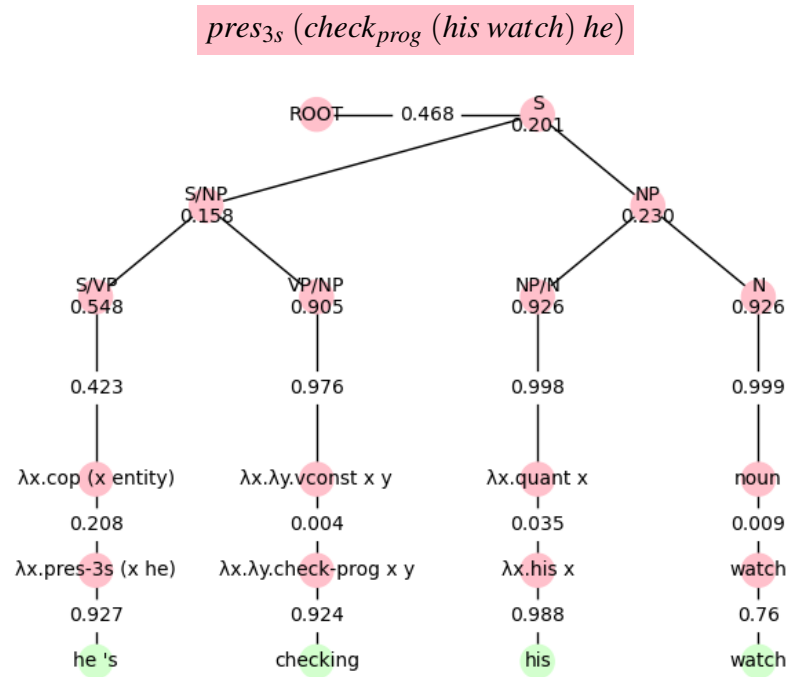 pres3s (checkprog (his watch) he)
ROOT 0.468 S
0.201
S/NP NP
0.158 0.230
S/VP VP/NP NP/N N
0.548 0.905 0.926 0.926
0.423 0.976 0.998 0.999
λx.cop (x entity) λx.λy.vconst x y λx.quant x noun
0.208 0.004 0.035 0.009
λx.pres-3s (x he) λx.λy.check-prog x y λx.his x watch
0.927 0.924 0.988 0.76
he 's checking his watch